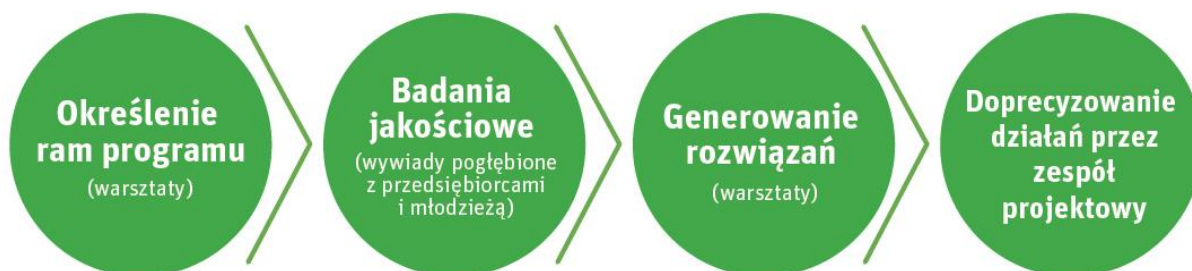 Określenie
ram programu
(warsztaty)
Badania
jakościowe
(wywiady pogłębione
z przedsiębiorcami
i młodzieżą)
Generowanie
rozwiązań
(warsztaty)
Doprecyzowanie
działań przez
zespół
projektowy